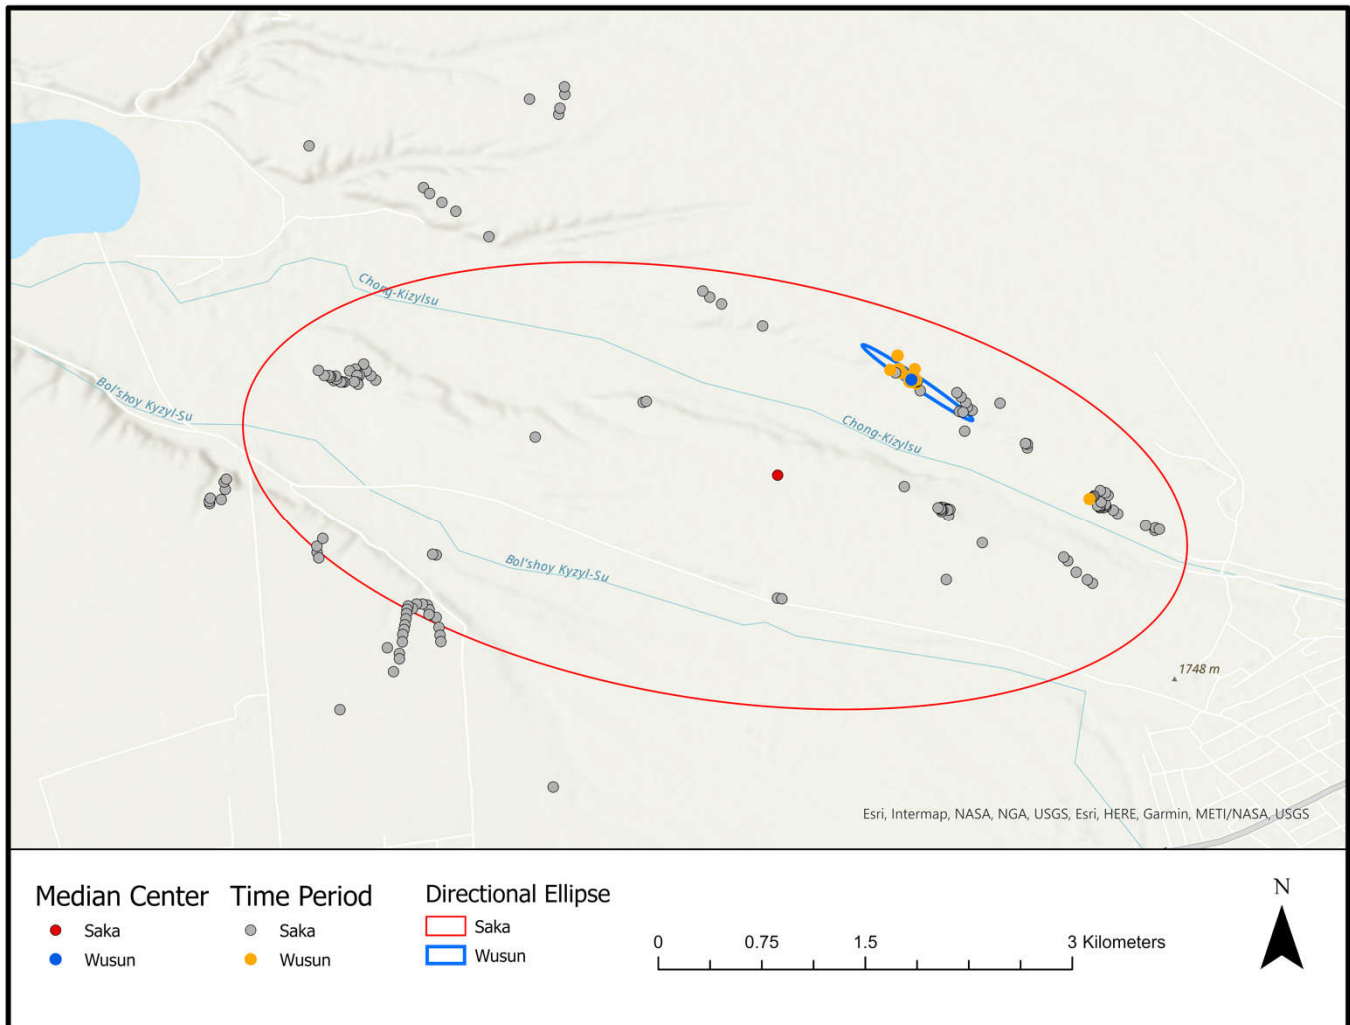 Chong-Kizylsu
Bol'shoy Kyzyl-Su
Chong-Kizylsu
Bol'shoy Kyzyl-Su
1748 m
Esri, Intermap, NASA, NGA, USGS, Esri, HERE, Garmin, METI/NASA, USGS
Median Center Time Period Directional Ellipse
Saka Saka Saka
Wusun Wusun Wusun
0 0.75 1.5 3 Kilometers
N